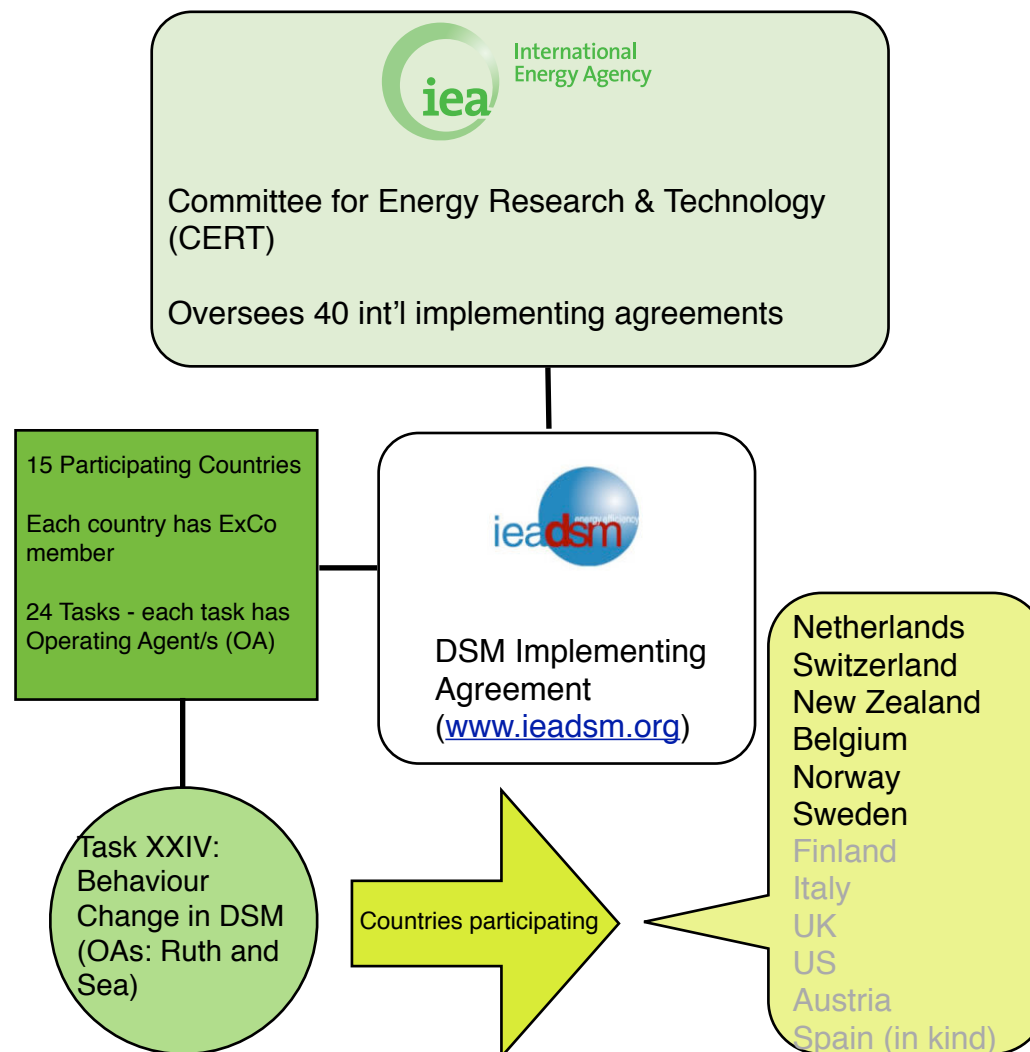 iea
International
Energy Agency
Committee for Energy Research & Technology
(CERT)
Oversees 40 int'l implementing agreements
15 Participating Countries
Each country has ExCo
member
24 Tasks - each task has
Operating Agent/s (OA)
energy efficiency
ieadsm
DSM Implementing
Agreement
(www.ieadsm.org)
Task XXIV:
Behaviour
Change in DSM
(OAs: Ruth and
Sea)
Countries participating
Netherlands
Switzerland
New Zealand
Belgium
Norway
Sweden
Finland
Italy
UK
US
Austria
Spain (in kind)